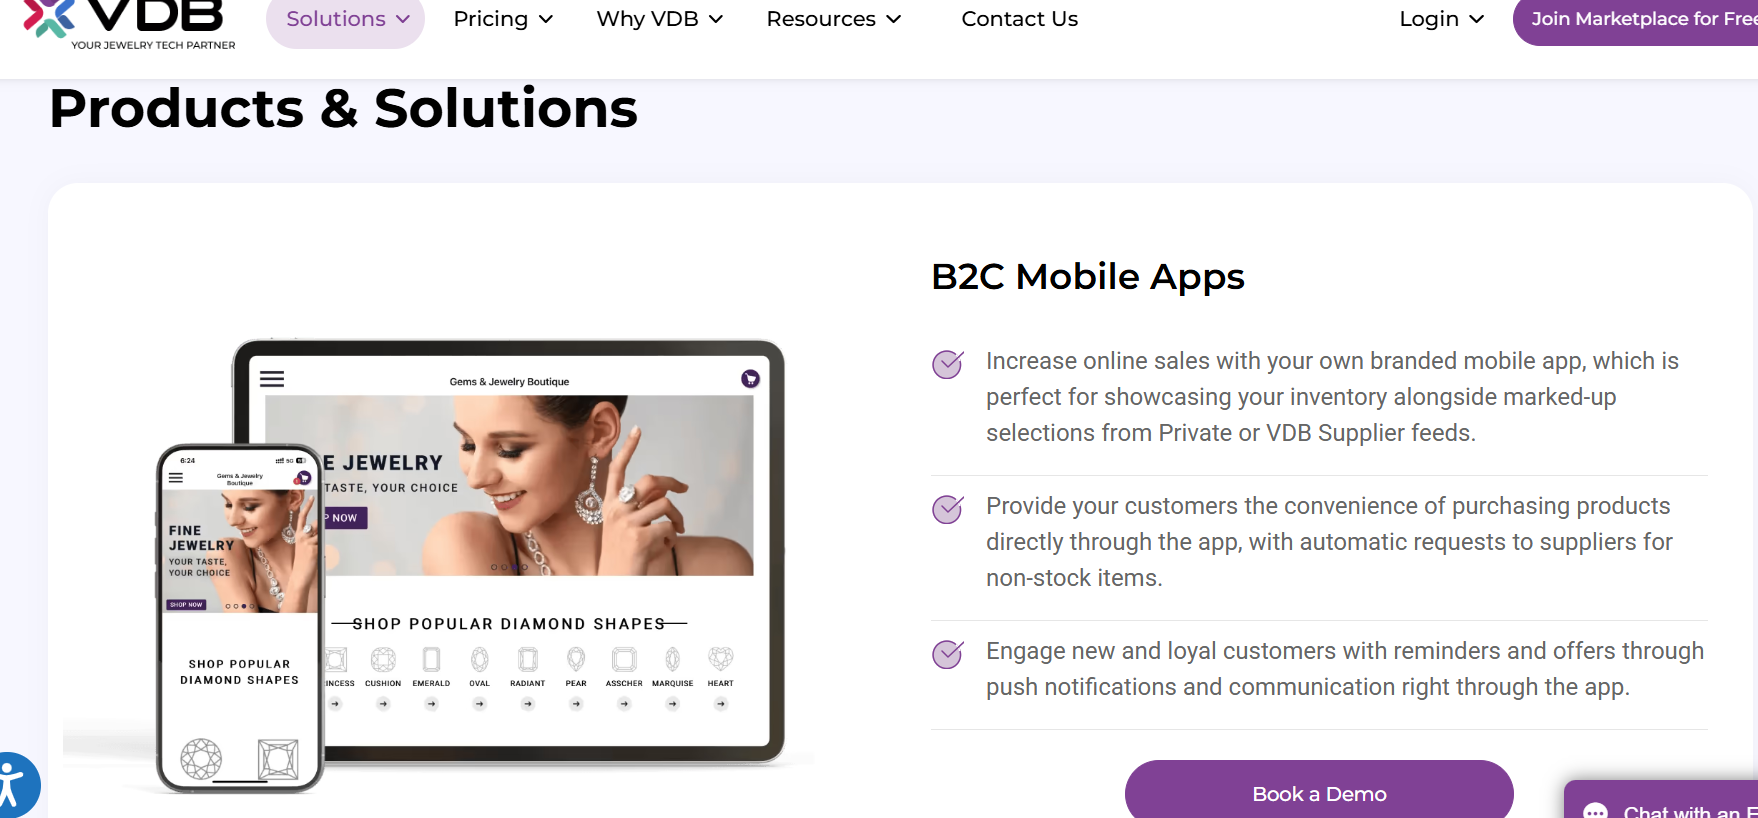 VDB
YOUR JEWELRY TECH PARTNER
Solutions
Pricing
Why VDB
Resources
Contact Us
Login
Join Marketplace for Free
Products & Solutions
Gems & Jewelry Boutique
E JEWELRY
TASTE, YOUR CHOICE
P NOW
SHOP POPULAR DIAMOND SHAPES
INCESS CUSHION EMERALD OVAL RADIANT PEAR ASSCHER MARQUISE HEART
6:24
5G
Gems & Jewelry
Boutique
FINE
JEWELRY
YOUR TASTE,
YOUR CHOICE
SHOP NOW
SHOP POPULAR
DIAMOND SHAPES
B2C Mobile Apps
Increase online sales with your own branded mobile app, which is
perfect for showcasing your inventory alongside marked-up
selections from Private or VDB Supplier feeds.
Provide your customers the convenience of purchasing products
directly through the app, with automatic requests to suppliers for
non-stock items.
Engage new and loyal customers with reminders and offers through
push notifications and communication right through the app.
Book a Demo
Chat with an E